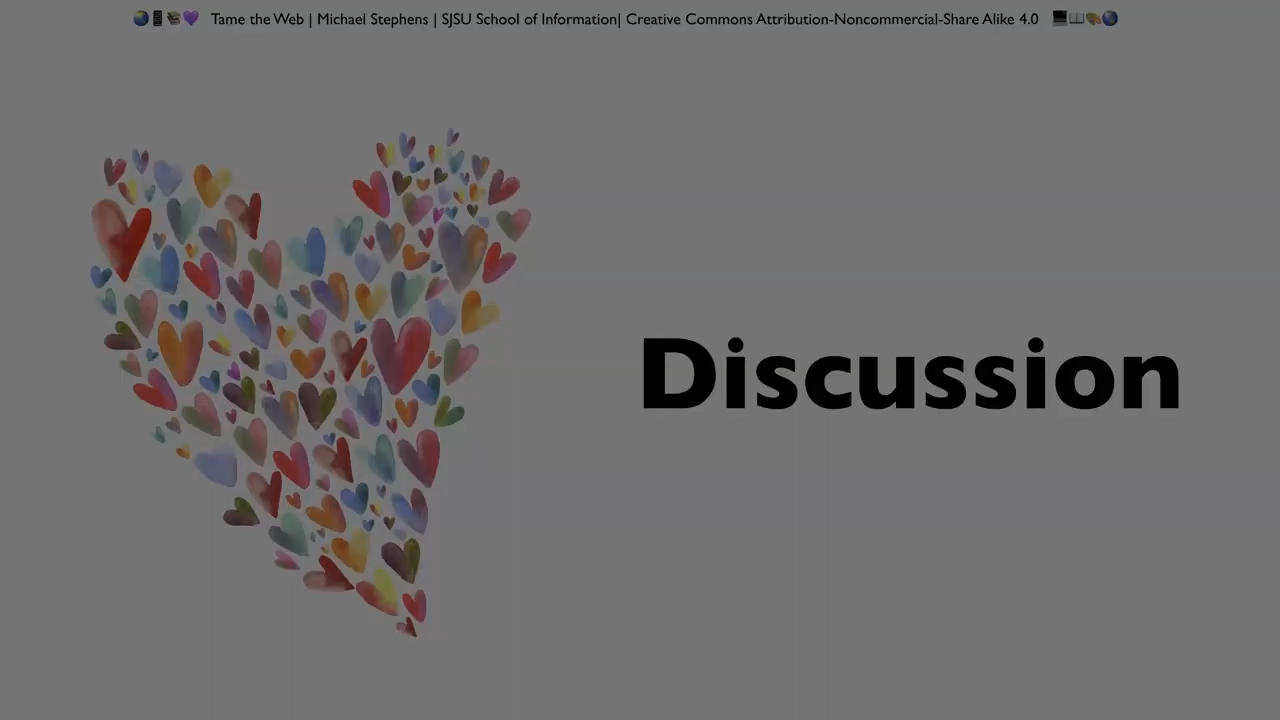 Tame the Web | Michael Stephens | SJSU School of Information| Creative Commons Attribution-Noncommercial-Share Alike 4.0
Discussion